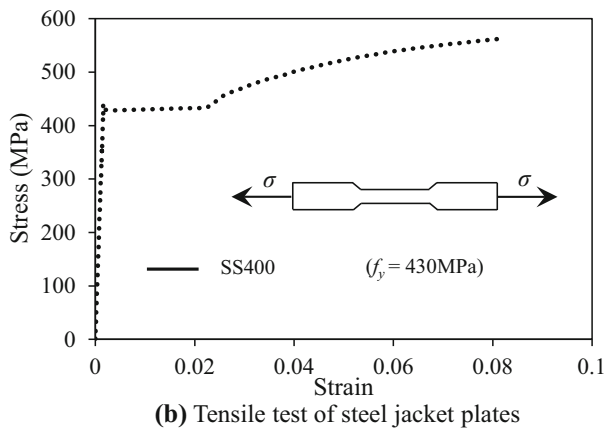 600
500
400
300
200
100
0
Stress (MPa)
σ σ
SS400 (f_y = 430MPa)
0 0.02 0.04 0.06 0.08 0.1
Strain
(b) Tensile test of steel jacket plates